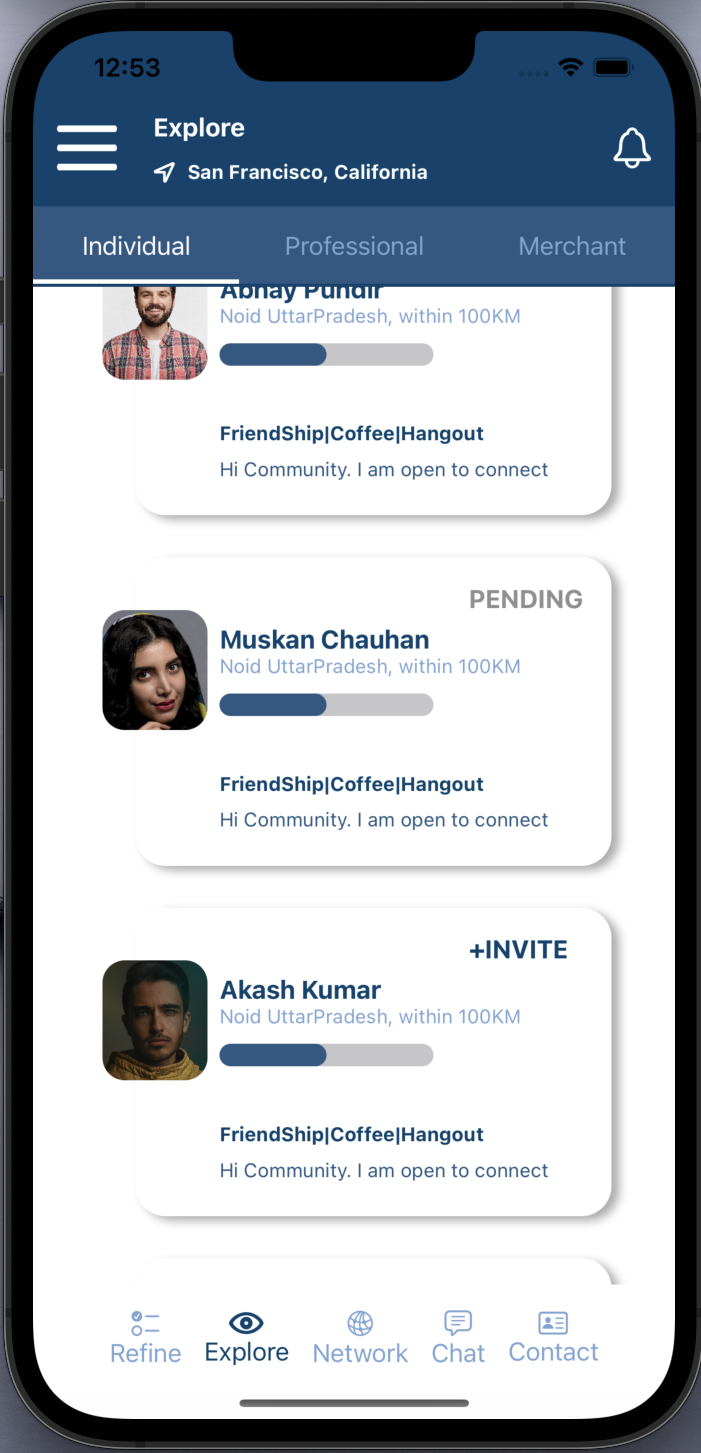 12:53
Explore
San Francisco, California
Individual Professional Merchant
Abhay Pundir
Noid UttarPradesh, within 100KM
FriendShip|Coffee|Hangout
Hi Community. I am open to connect
PENDING
Muskan Chauhan
Noid UttarPradesh, within 100KM
FriendShip|Coffee|Hangout
Hi Community. I am open to connect
+INVITE
Akash Kumar
Noid UttarPradesh, within 100KM
FriendShip|Coffee|Hangout
Hi Community. I am open to connect
Refine Explore Network Chat Contact